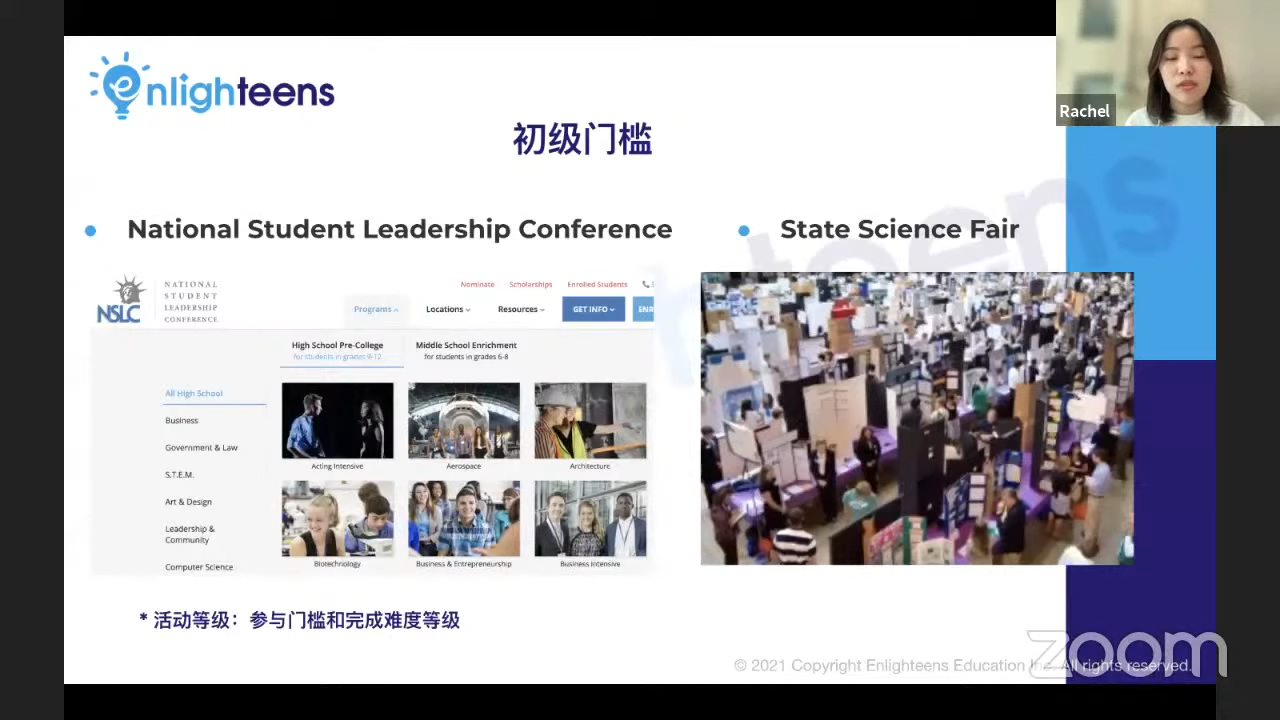 enlighteens
Rachel
初级门槛
National Student Leadership Conference
State Science Fair
NSLC
NATIONAL
STUDENT
LEADERSHIP
CONFERENCE
Nominate Scholarships Enrolled Students
Programs Locations Resources GET INFO ENR
High School Pre-College Middle School Enrichment
for students in grades 9-12 for students in grades 6-8
All High School
Business
Government & Law
S.T.E.M.
Art & Design
Leadership &
Community
Computer Science
Acting Intensive Aerospace Architecture
Biotechnology Business & Entrepreneurship Business Intensive
* 活动等级：参与门槛和完成难度等级
© 2021 Copyright Enlighteens Education Inc. All rights reserved.
zoom